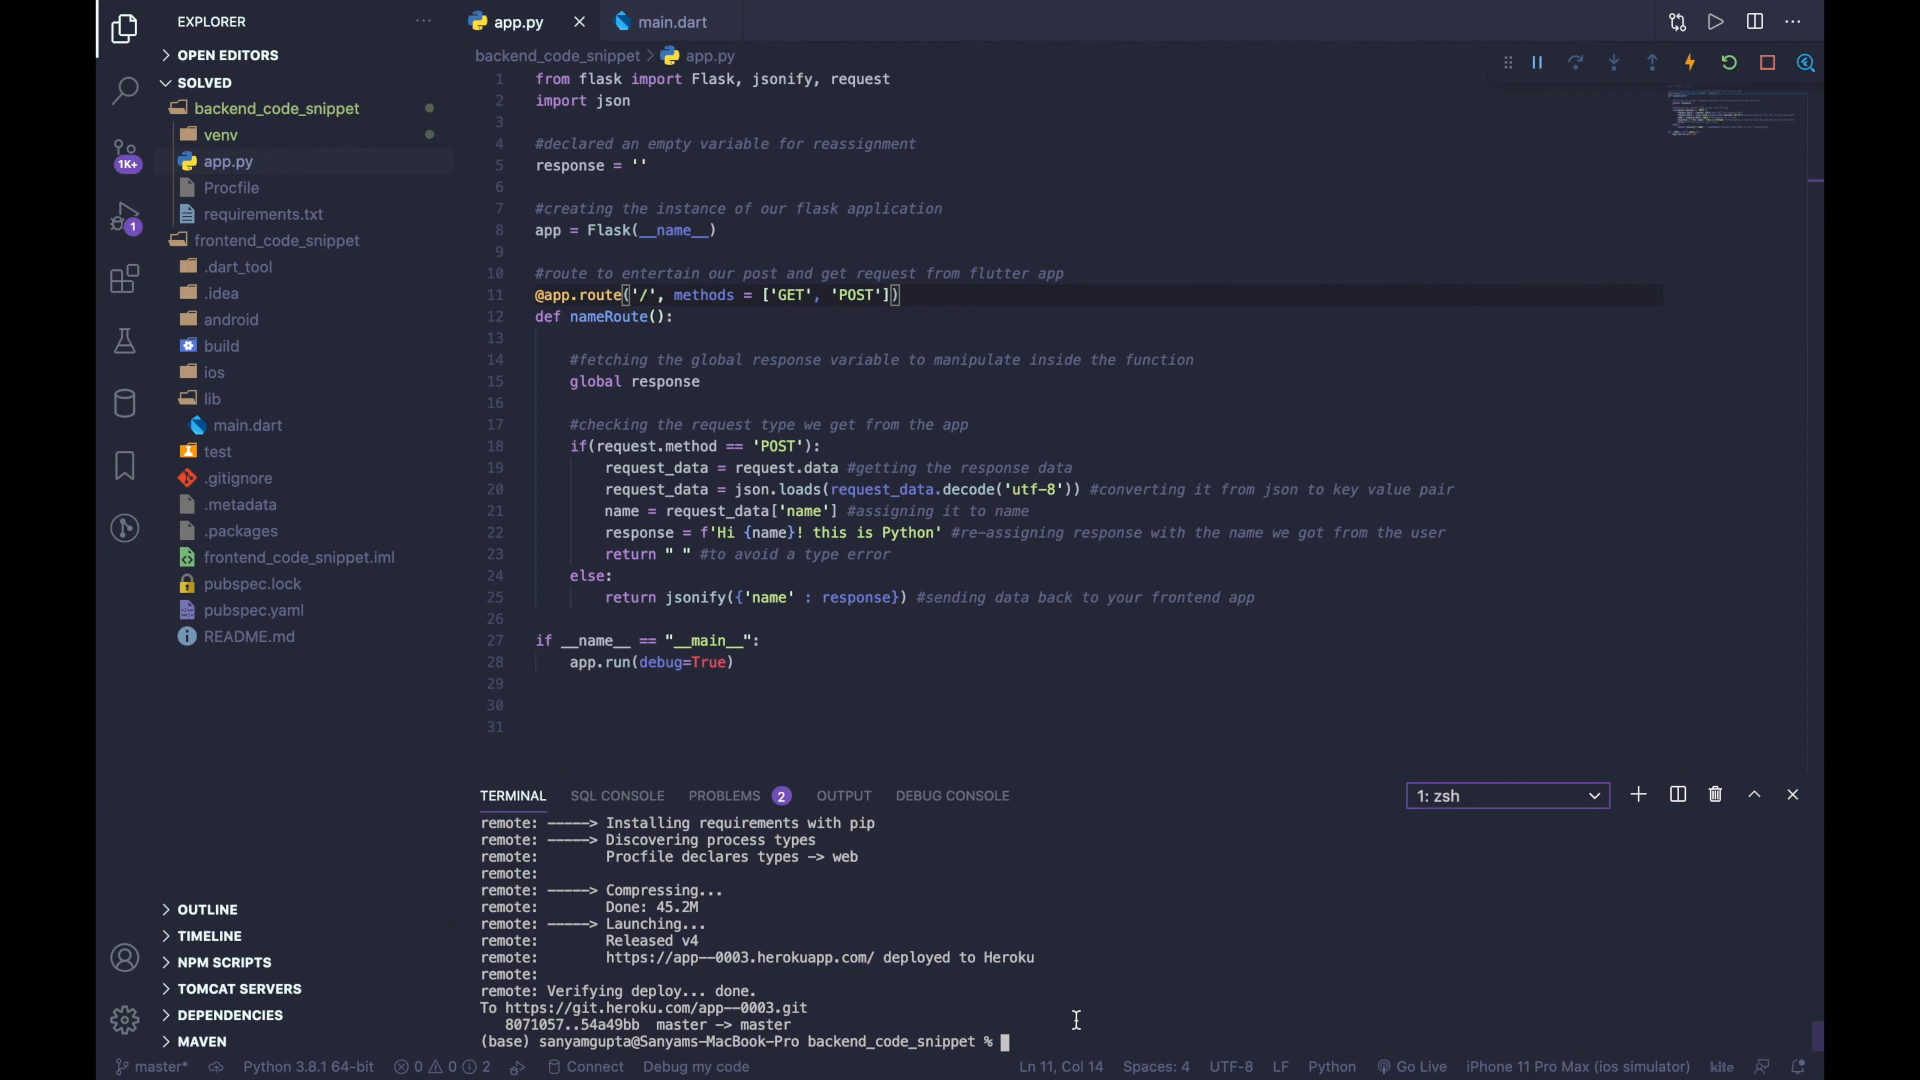 EXPLORER
OPEN EDITORS
SOLVED
backend_code_snippet
venv
app.py
Procfile
requirements.txt
frontend_code_snippet
.dart_tool
.idea
android
build
ios
lib
main.dart
test
.gitignore
.metadata
.packages
frontend_code_snippet.iml
pubspec.lock
pubspec.yaml
README.md
OUTLINE
TIMELINE
NPM SCRIPTS
TOMCAT SERVERS
DEPENDENCIES
MAVEN
1K+
1
app.py
main.dart
backend_code_snippet > app.py
1 from flask import Flask, jsonify, request
2 import json
3
4 #declared an empty variable for reassignment
5 response = ''
6
7 #creating the instance of our flask application
8 app = Flask(__name__)
9
10 #route to entertain our post and get request from flutter app
11 @app.route('/', methods = ['GET', 'POST'])
12 def nameRoute():
13
14 #fetching the global response variable to manipulate inside the function
15 global response
16
17 #checking the request type we get from the app
18 if(request.method == 'POST'):
19 request_data = request.data #getting the response data
20 request_data = json.loads(request_data.decode('utf-8')) #converting it from json to key value pair
21 name = request_data['name'] #assigning it to name
22 response = f'Hi {name}! this is Python' #re-assigning response with the name we got from the user
23 return " " #to avoid a type error
24 else:
25 return jsonify({'name' : response}) #sending data back to your frontend app
26
27 if __name__ == "__main__":
28 app.run(debug=True)
29
30
31
TERMINAL SQL CONSOLE PROBLEMS 2 OUTPUT DEBUG CONSOLE
1: zsh
remote: -----> Installing requirements with pip
remote: -----> Discovering process types
remote: Procfile declares types -> web
remote:
remote: -----> Compressing...
remote: Done: 45.2M
remote: -----> Launching...
remote: Released v4
remote: https://app--0003.herokuapp.com/ deployed to Heroku
remote:
remote: Verifying deploy... done.
To https://git.heroku.com/app--0003.git
8071057..54a49bb master -> master
(base) sanyamgupta@Sanyams-MacBook-Pro backend_code_snippet %
master* Python 3.8.1 64-bit 0 0 2 Connect Debug my code Ln 11, Col 14 Spaces: 4 UTF-8 LF Python Go Live iPhone 11 Pro Max (ios simulator) kite